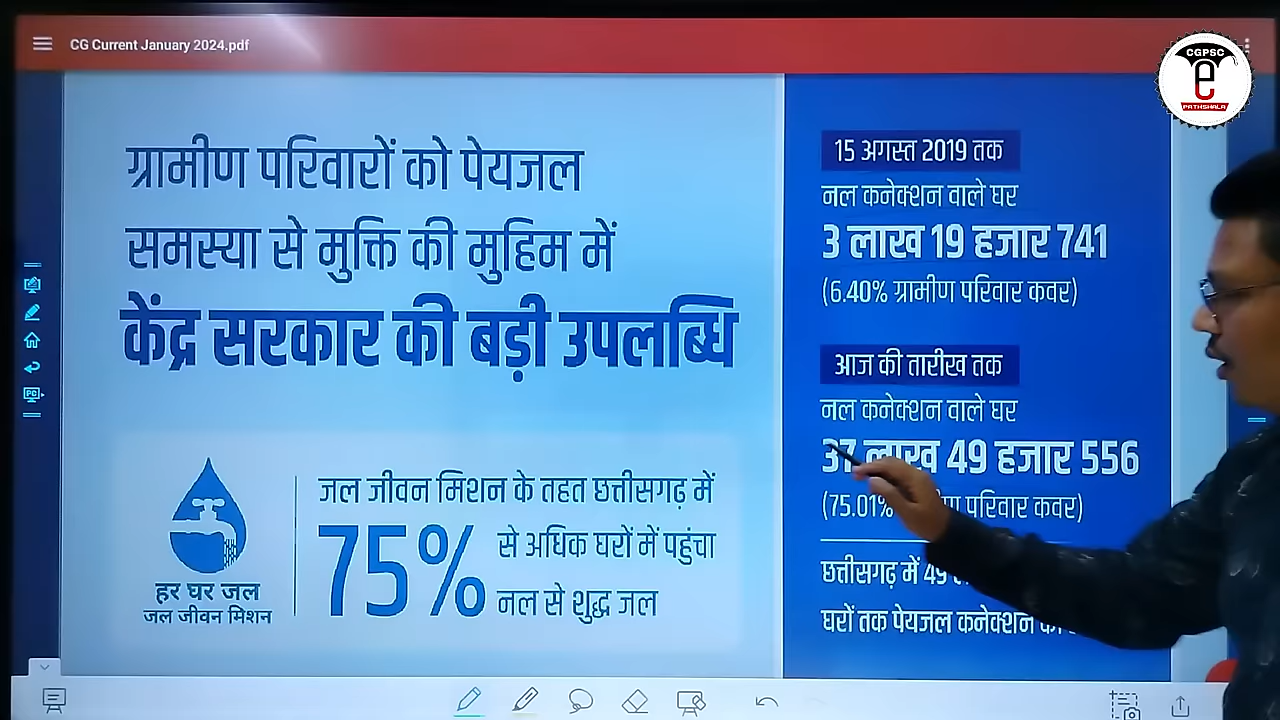 CG Current January 2024.pdf
CGPSC
e
PATHSHALA
ग्रामीण परिवारों को पेयजल
समस्या से मुक्ति की मुहिम में
केंद्र सरकार की बड़ी उपलब्धि
हर घर जल
जल जीवन मिशन
जल जीवन मिशन के तहत छत्तीसगढ़ में
75%
से अधिक घरों में पहुंचा
नल से शुद्ध जल
15 अगस्त 2019 तक
नल कनेक्शन वाले घर
3 लाख 19 हजार 741
(6.40% ग्रामीण परिवार कवर)
आज की तारीख तक
नल कनेक्शन वाले घर
37 लाख 49 हजार 556
(75.01% परिवार कवर)
छत्तीसगढ़ में 49
घरों तक पेयजल कनेक्शन
PC